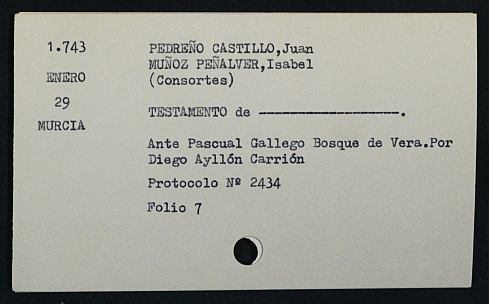 1.743
ENERO
29
MURCIA
PEDREÑO CASTILLO,Juan
MUÑOZ PEÑALVER,Isabel
(Consortes)
TESTAMENTO de ------------------.
Ante Pascual Gallego Bosque de Vera.Por
Diego Ayllón Carrión
Protocolo Nº 2434
Folio 7